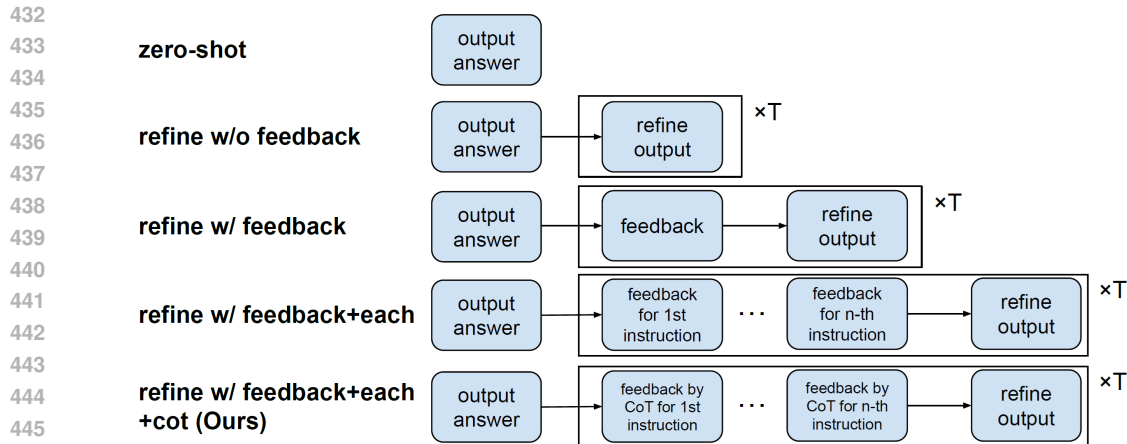 432
433
434
435
436
437
438
439
440
441
442
443
444
445
zero-shot
output
answer
refine w/o feedback
output
answer
refine
output
×T
refine w/ feedback
output
answer
feedback
refine
output
×T
refine w/ feedback+each
output
answer
feedback
for 1st
instruction
...
feedback
for n-th
instruction
refine
output
×T
refine w/ feedback+each
+cot (Ours)
output
answer
feedback by
CoT for 1st
instruction
...
feedback by
CoT for n-th
instruction
refine
output
×T